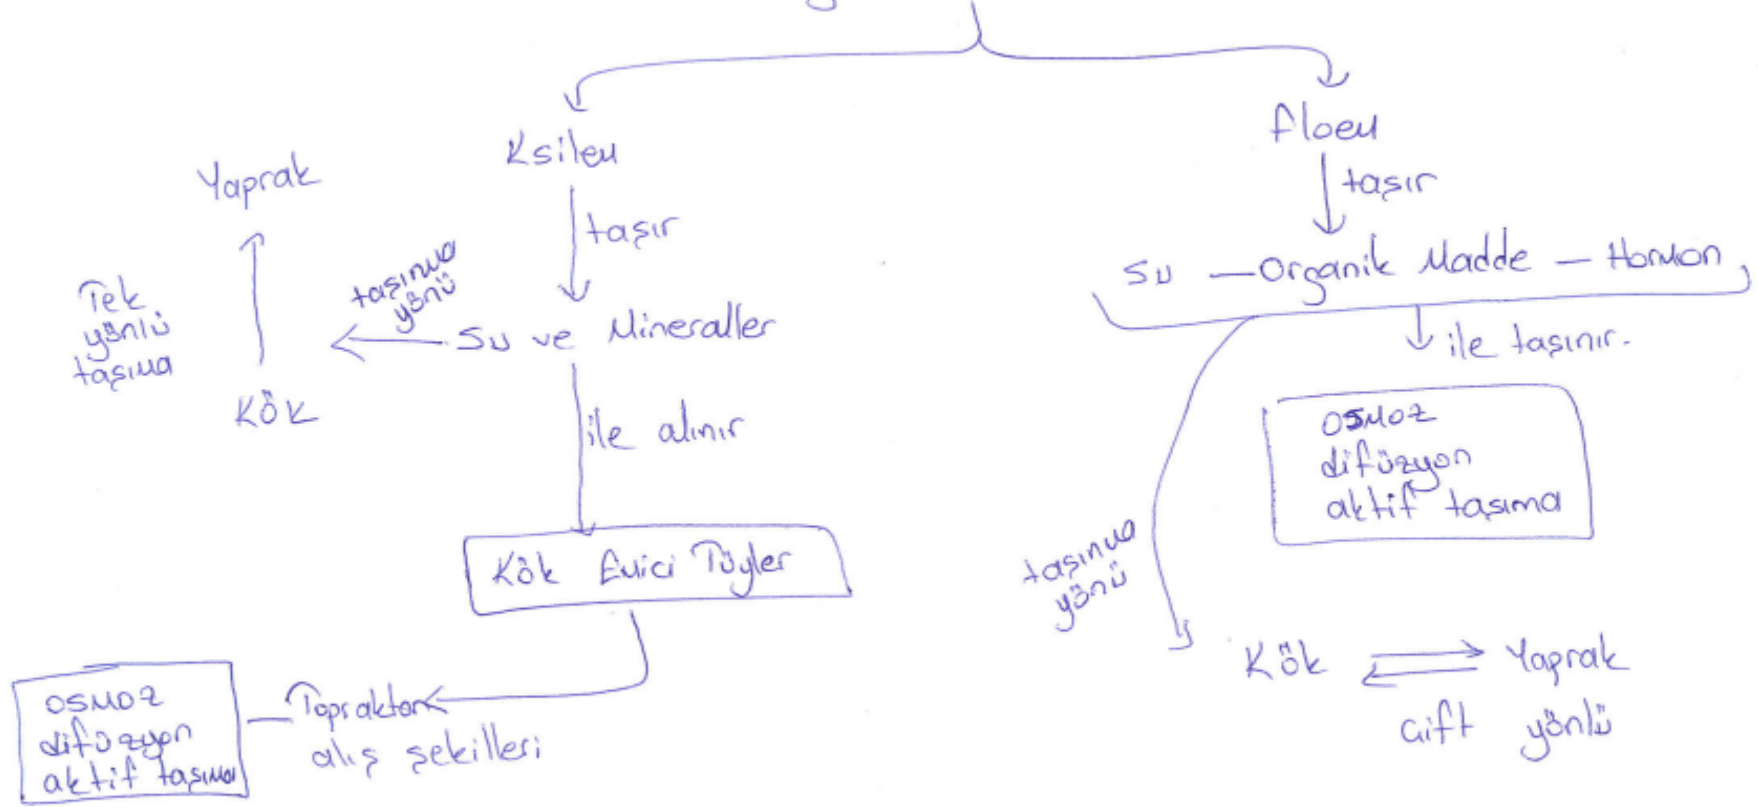 Ksilem
taşır
Su ve Mineraller
taşınma
yönü
Yaprak
Kök
Tek
yönlü
taşıma
ile alınır
Kök Emici Tüyler
Topraktan
alış şekilleri
osmoz
difüzyon
aktif taşıma
floem
taşır
Su — Organik Madde — Hormon
ile taşınır.
osmoz
difüzyon
aktif taşıma
taşınma
yönü
Kök
Yaprak
Çift yönlü